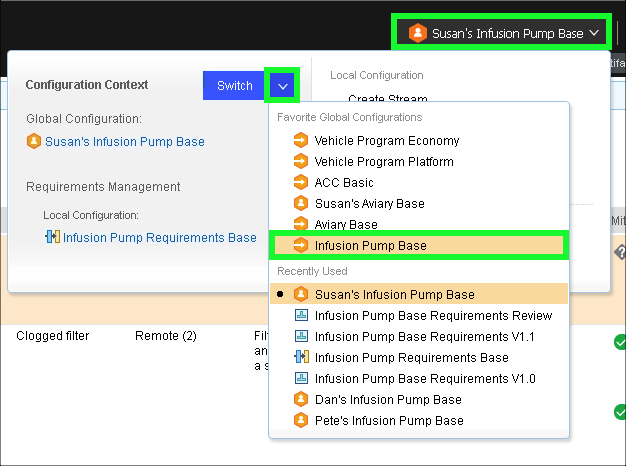 Susan's Infusion Pump Base
Configuration Context
Switch
Local Configuration
Create Stream
Global Configuration:
Susan's Infusion Pump Base
Requirements Management
Local Configuration:
Infusion Pump Requirements Base
Favorite Global Configurations
Vehicle Program Economy
Vehicle Program Platform
ACC Basic
Susan's Aviary Base
Aviary Base
Infusion Pump Base
Recently Used
Susan's Infusion Pump Base
Infusion Pump Base Requirements Review
Infusion Pump Base Requirements V1.1
Infusion Pump Requirements Base
Infusion Pump Base Requirements V1.0
Dan's Infusion Pump Base
Pete's Infusion Pump Base
Mit
Clogged filter
Remote (2)
Filt
an
a s